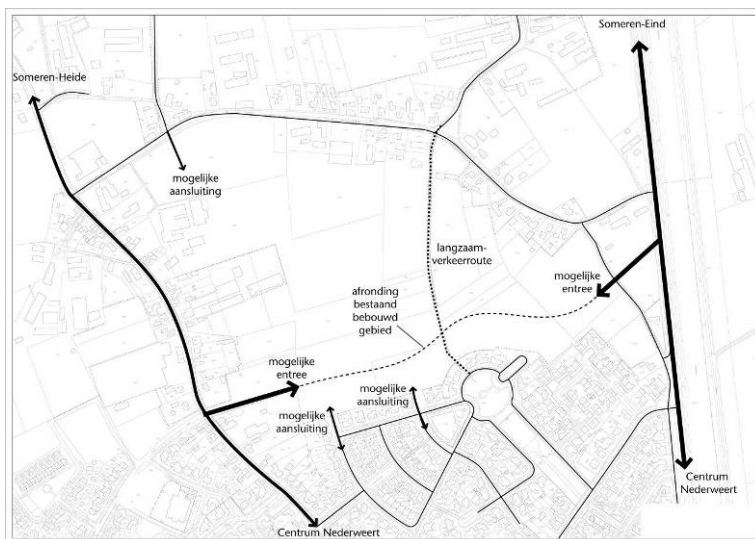 Someren-Eind
Someren-Heide
mogelijke
aansluiting
langzaam-
verkeerroute
mogelijke
entree
afronding
bestaand
bebouwd
gebied
mogelijke
entree
mogelijke
aansluiting
mogelijke
aansluiting
Centrum
Nederweert
Centrum Nederweert